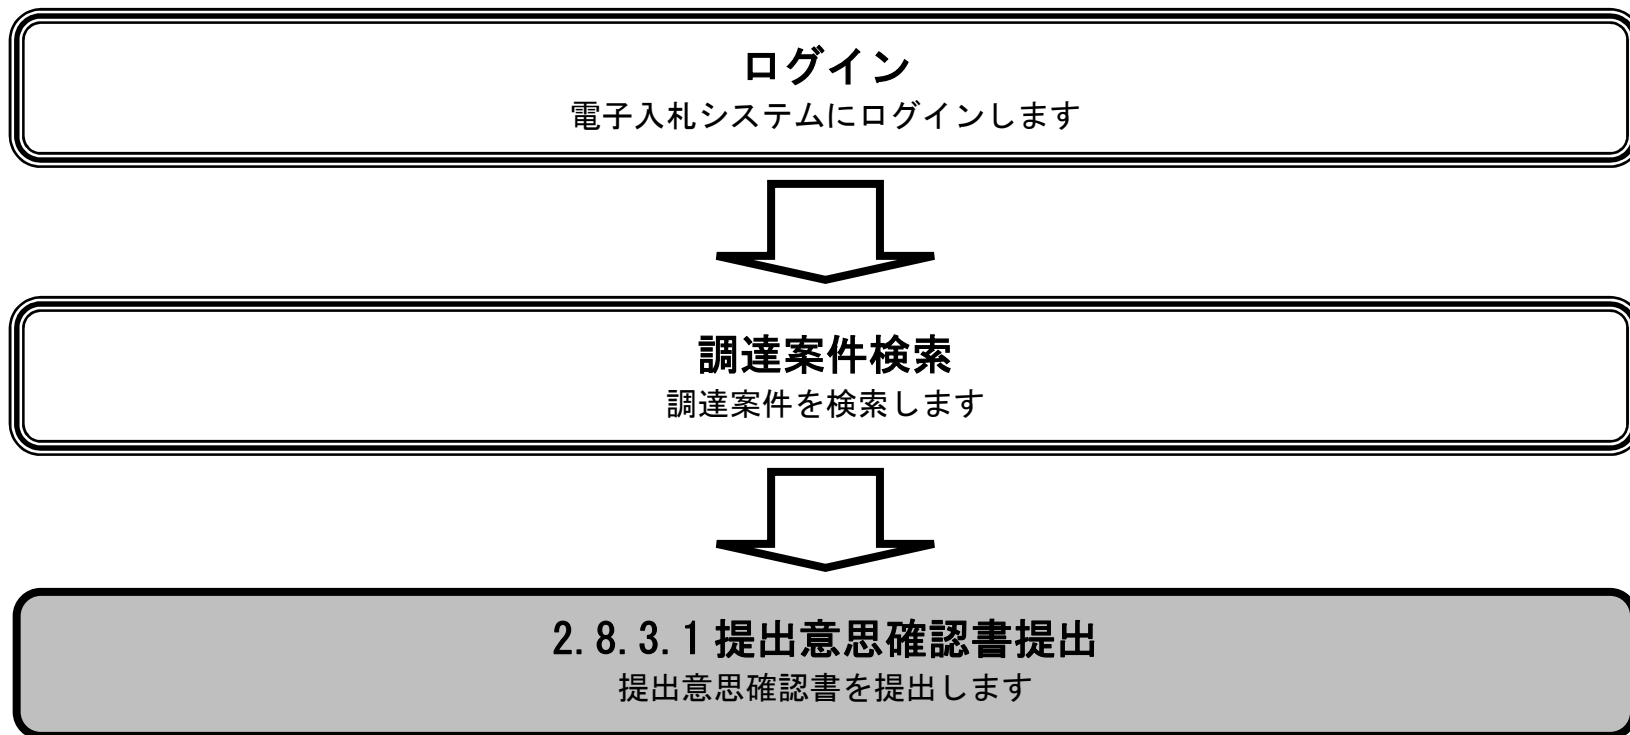 ログイン
電子入札システムにログインします
調達案件検索
調達案件を検索します
2.8.3.1 提出意思確認書提出
提出意思確認書を提出します